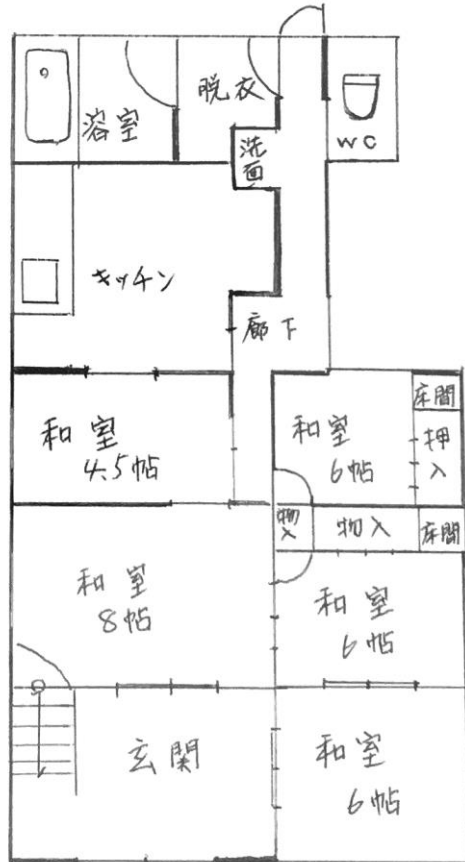 浴室
脱衣
WC
洗面
キッチン
廊下
和室
4.5帖
和室
6帖
床間
押入
物入
物入
床間
和室
8帖
和室
6帖
玄関
和室
6帖